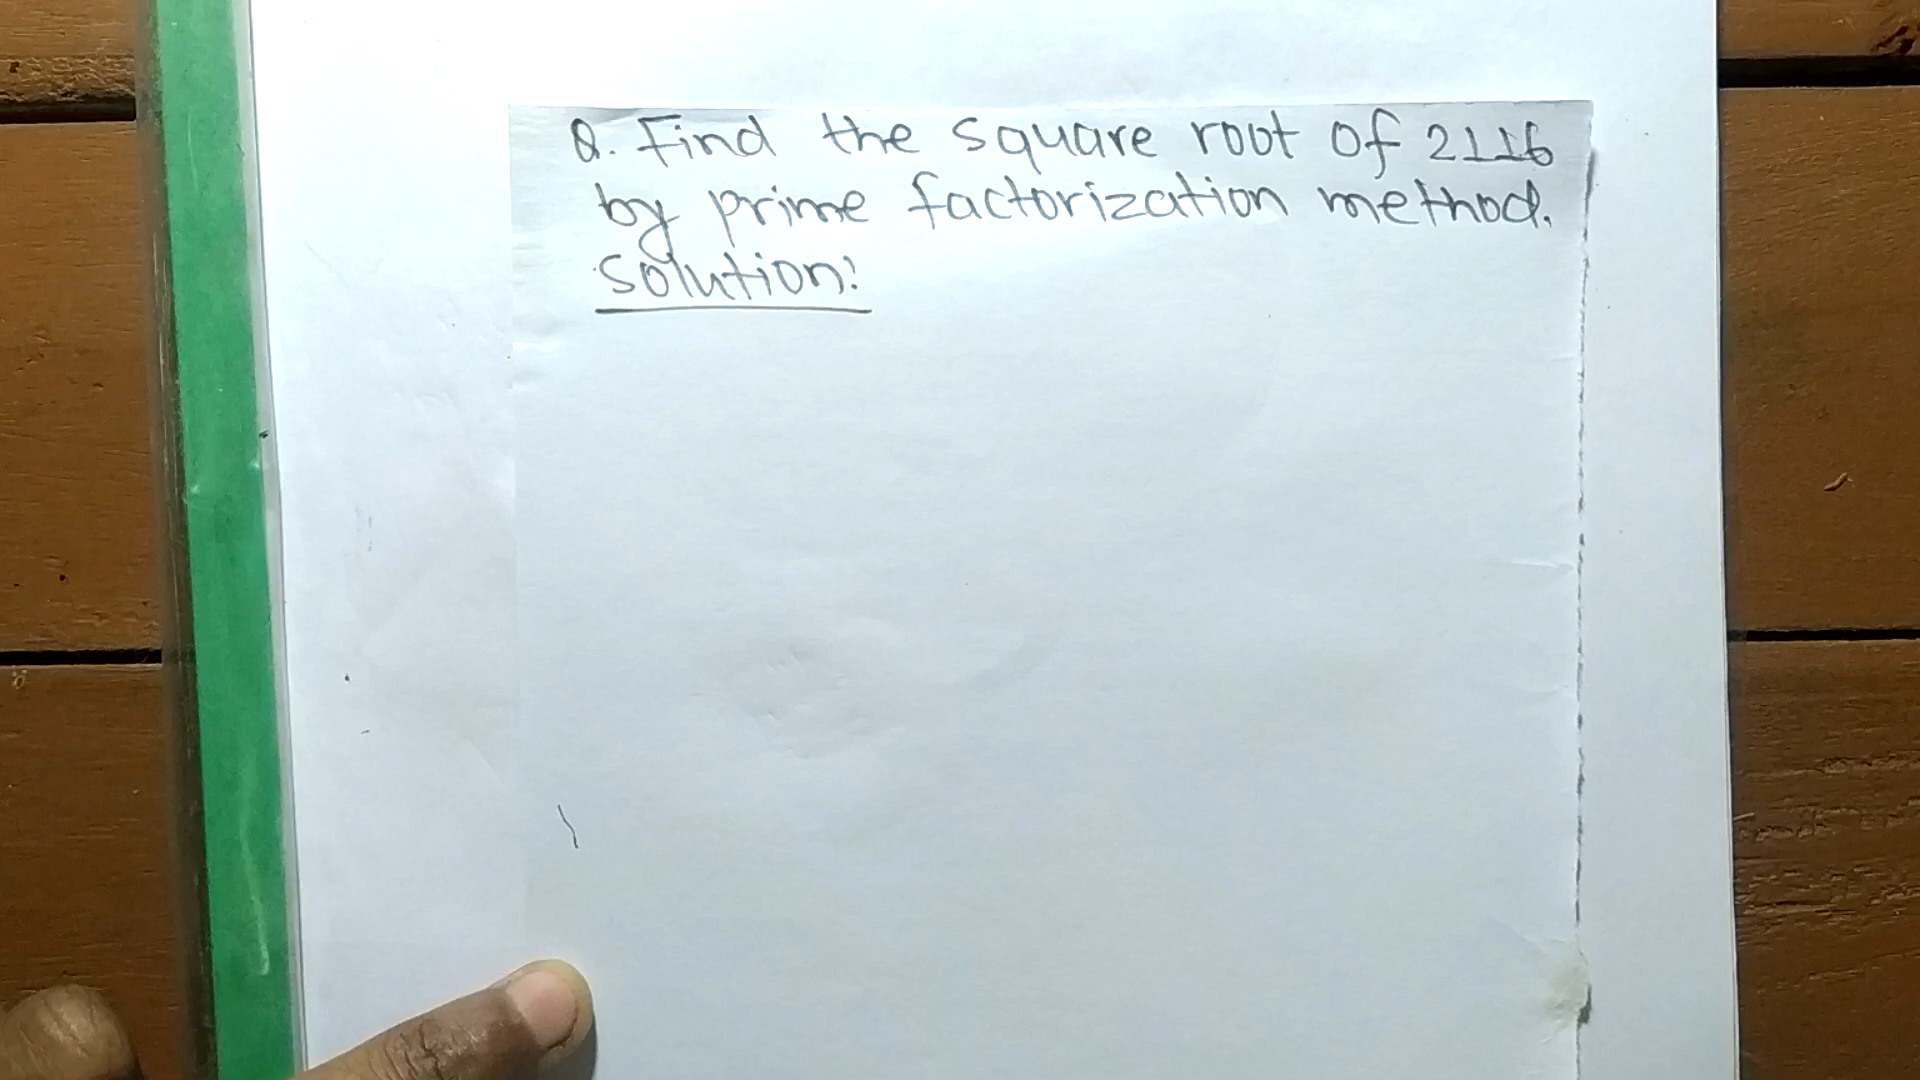 Q. Find the square root of 2116
by prime factorization method.
Solution: